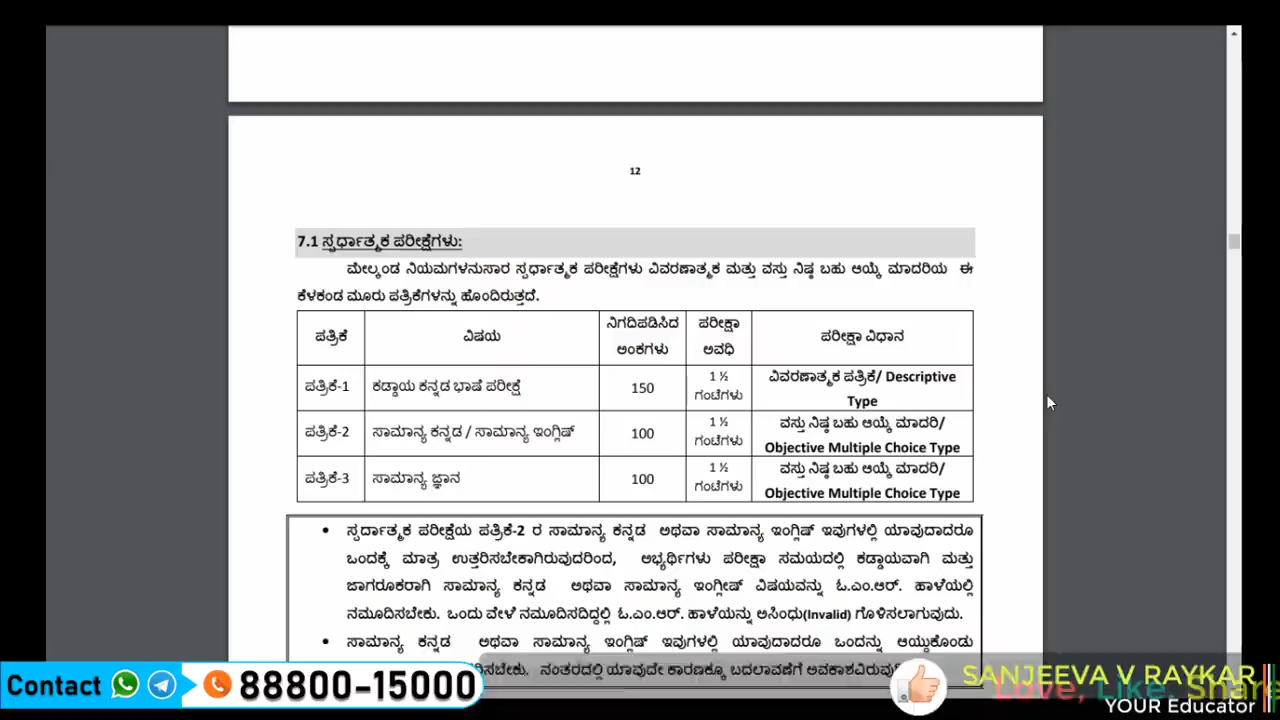 12
7.1 ಸ್ಪರ್ಧಾತ್ಮಕ ಪರೀಕ್ಷೆಗಳು:
ಮೇಲ್ಕಂಡ ನಿಯಮಗಳನುಸಾರ ಸ್ಪರ್ಧಾತ್ಮಕ ಪರೀಕ್ಷೆಗಳು ವಿವರಣಾತ್ಮಕ ಮತ್ತು ವಸ್ತು ನಿಷ್ಠ ಬಹು ಆಯ್ಕೆ ಮಾದರಿಯ ಈ
ಕೆಳಕಂಡ ಮೂರು ಪತ್ರಿಕೆಗಳನ್ನು ಹೊಂದಿರುತ್ತದೆ.
ಪತ್ರಿಕೆ ವಿಷಯ ನಿಗದಿಪಡಿಸಿದ ಅಂಕಗಳು ಪರೀಕ್ಷಾ ಅವಧಿ ಪರೀಕ್ಷಾ ವಿಧಾನ
ಪತ್ರಿಕೆ-1 ಕಡ್ಡಾಯ ಕನ್ನಡ ಭಾಷೆ ಪರೀಕ್ಷೆ 150 1 ½ ಗಂಟೆಗಳು ವಿವರಣಾತ್ಮಕ ಪತ್ರಿಕೆ/ Descriptive Type
ಪತ್ರಿಕೆ-2 ಸಾಮಾನ್ಯ ಕನ್ನಡ / ಸಾಮಾನ್ಯ ಇಂಗ್ಲಿಷ್ 100 1 ½ ಗಂಟೆಗಳು ವಸ್ತು ನಿಷ್ಠ ಬಹು ಆಯ್ಕೆ ಮಾದರಿ/ Objective Multiple Choice Type
ಪತ್ರಿಕೆ-3 ಸಾಮಾನ್ಯ ಜ್ಞಾನ 100 1 ½ ಗಂಟೆಗಳು ವಸ್ತು ನಿಷ್ಠ ಬಹು ಆಯ್ಕೆ ಮಾದರಿ/ Objective Multiple Choice Type
• ಸ್ಪರ್ದಾತ್ಮಕ ಪರೀಕ್ಷೆಯ ಪತ್ರಿಕೆ-2 ರ ಸಾಮಾನ್ಯ ಕನ್ನಡ ಅಥವಾ ಸಾಮಾನ್ಯ ಇಂಗ್ಲಿಷ್ ಇವುಗಳಲ್ಲಿ ಯಾವುದಾದರೂ
ಒಂದಕ್ಕೆ ಮಾತ್ರ ಉತ್ತರಿಸಬೇಕಾಗಿರುವುದರಿಂದ, ಅಭ್ಯರ್ಥಿಗಳು ಪರೀಕ್ಷಾ ಸಮಯದಲ್ಲಿ ಕಡ್ಡಾಯವಾಗಿ ಮತ್ತು
ಜಾಗರೂಕರಾಗಿ ಸಾಮಾನ್ಯ ಕನ್ನಡ ಅಥವಾ ಸಾಮಾನ್ಯ ಇಂಗ್ಲೀಷ್ ವಿಷಯವನ್ನು ಓ.ಎಂ.ಆರ್. ಹಾಳೆಯಲ್ಲಿ
ನಮೂದಿಸಬೇಕು. ಒಂದು ವೇಳೆ ನಮೂದಿಸದಿದ್ದಲ್ಲಿ ಓ.ಎಂ.ಆರ್. ಹಾಳೆಯನ್ನು ಅಸಿಂಧು(Invalid) ಗೊಳಿಸಲಾಗುವುದು.
• ಸಾಮಾನ್ಯ ಕನ್ನಡ ಅಥವಾ ಸಾಮಾನ್ಯ ಇಂಗ್ಲಿಷ್ ಇವುಗಳಲ್ಲಿ ಯಾವುದಾದರೂ ಒಂದನ್ನು ಆಯ್ದುಕೊಂಡು
ನಂತರದಲ್ಲಿ ಯಾವುದೇ ಕಾರಣಕ್ಕೂ ಬದಲಾವಣೆಗೆ
Contact 88800-15000
SANJEEVA V RAYKAR
Love, Like, Share
YOUR Educator